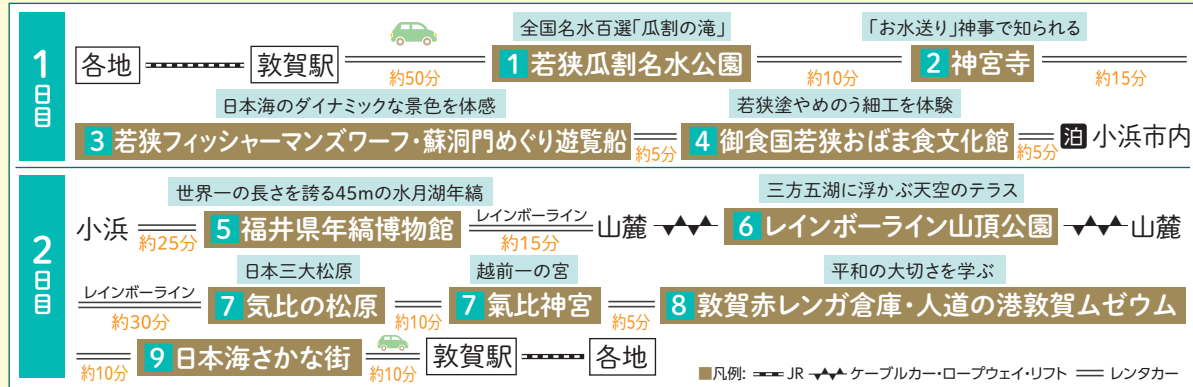 1日目
全国名水百選「瓜割の滝」 「お水送り」神事で知られる
各地 敦賀駅 約50分 1 若狭瓜割名水公園 約10分 2 神宮寺 約15分
日本海のダイナミックな景色を体感 若狭塗やめのう細工を体験
3 若狭フィッシャーマンズワーフ・蘇洞門めぐり遊覧船 約5分 4 御食国若狭おばま食文化館 約5分 泊 小浜市内
2日目
世界一の長さを誇る45mの水月湖年縞 三方五湖に浮かぶ天空のテラス
小浜 約25分 5 福井県年縞博物館 レインボーライン 約15分 山麓 6 レインボーライン山頂公園 山麓
日本三大松原 越前一の宮 平和の大切さを学ぶ
レインボーライン 約30分 7 気比の松原 約10分 7 氣比神宮 約5分 8 敦賀赤レンガ倉庫・人道の港敦賀ムゼウム
約10分 9 日本海さかな街 約10分 敦賀駅 各地
■凡例: JR ケーブルカー・ロープウェイ・リフト レンタカー